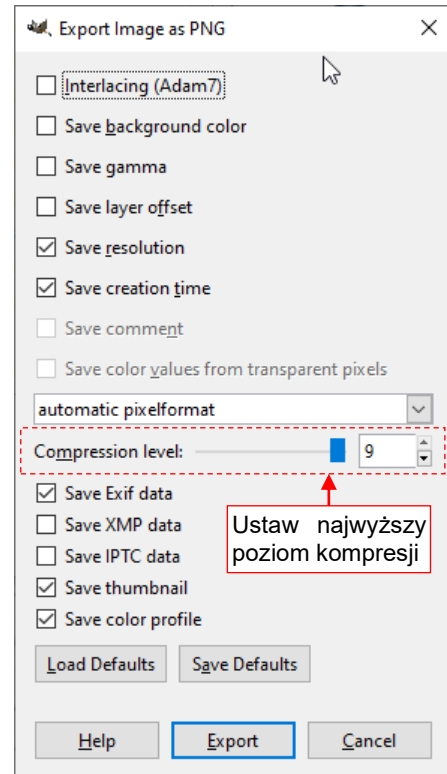 Export Image as PNG
Interlacing (Adam7)
Save background color
Save gamma
Save layer offset
Save resolution
Save creation time
Save comment
Save color values from transparent pixels
automatic pixelformat
Compression level: 9
Save Exif data
Save XMP data
Save IPTC data
Save thumbnail
Save color profile
Ustaw najwyższy
poziom kompresji
Load Defaults Save Defaults
Help Export Cancel